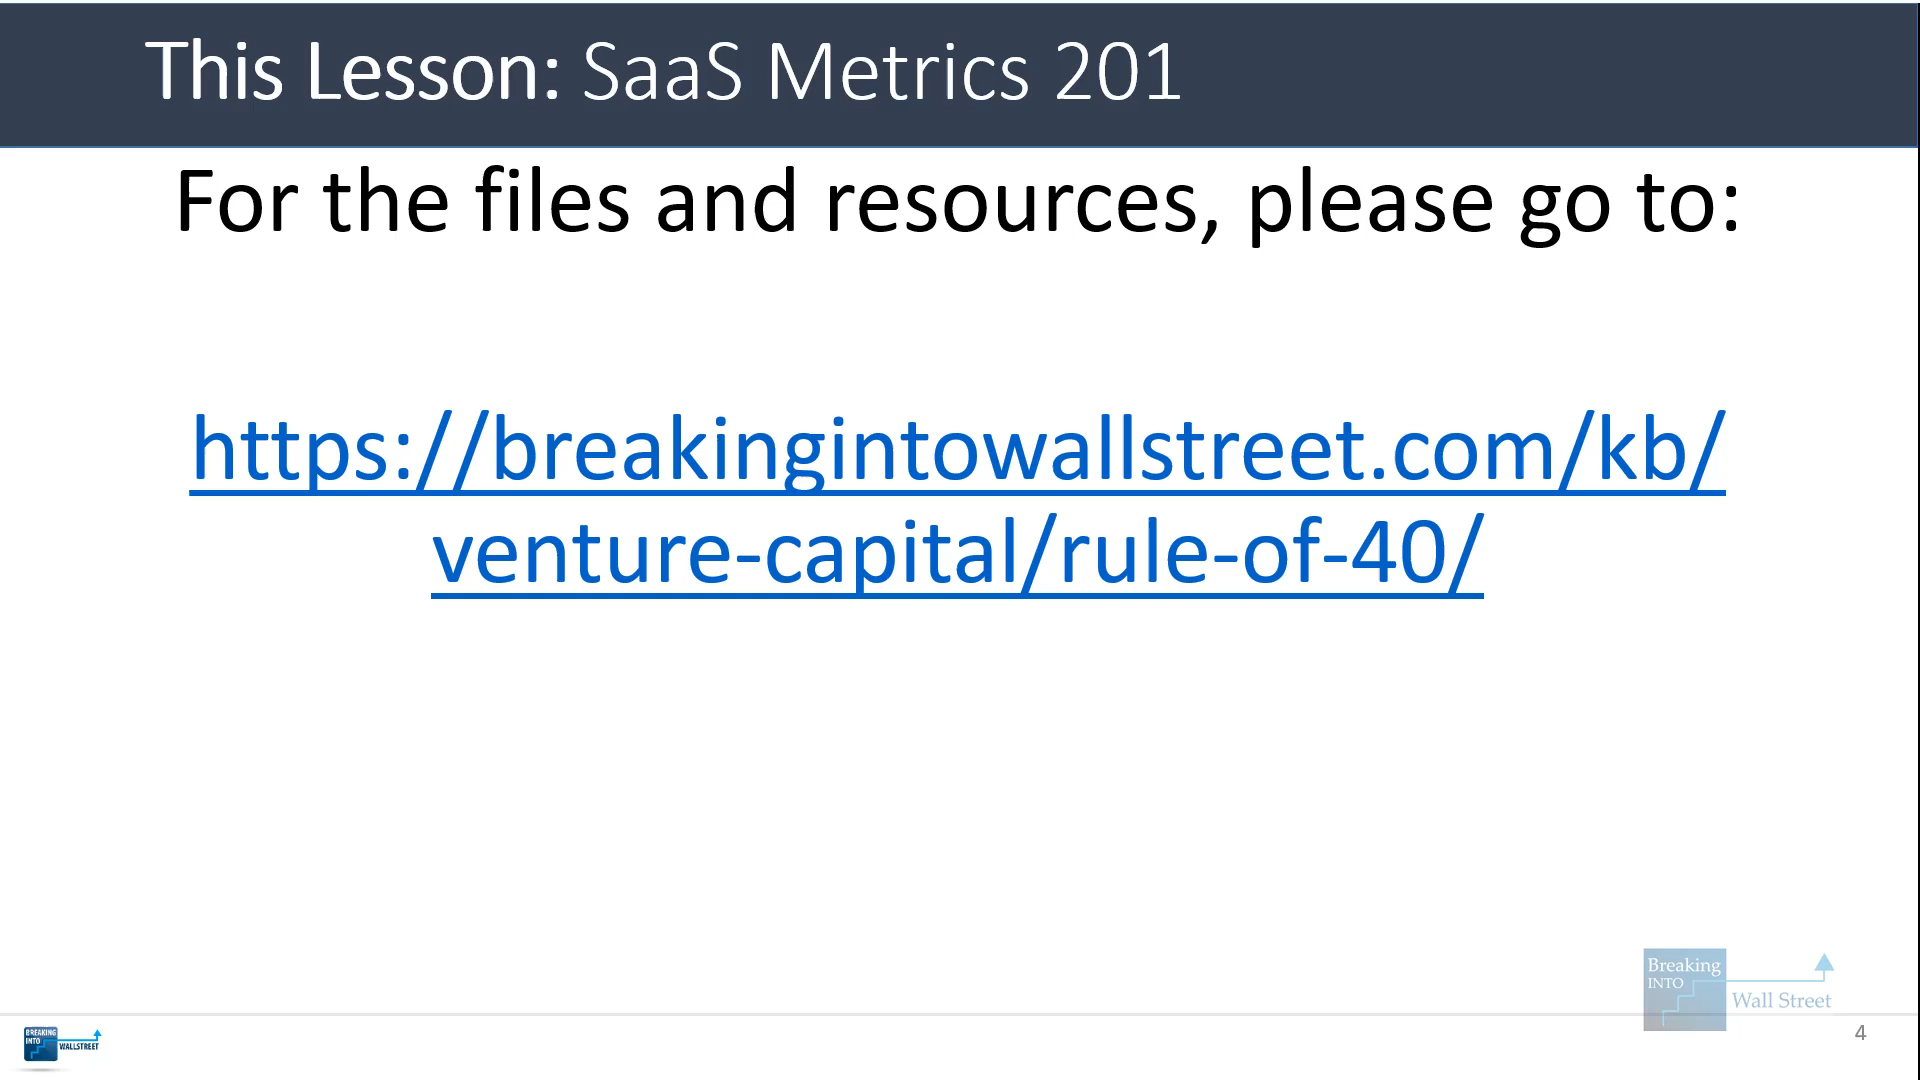 This Lesson: SaaS Metrics 201
For the files and resources, please go to:
https://breakingintowallstreet.com/kb/
venture-capital/rule-of-40/
Breaking
INTO
Wall Street
BREAKING
INTO
WALLSTREET
4